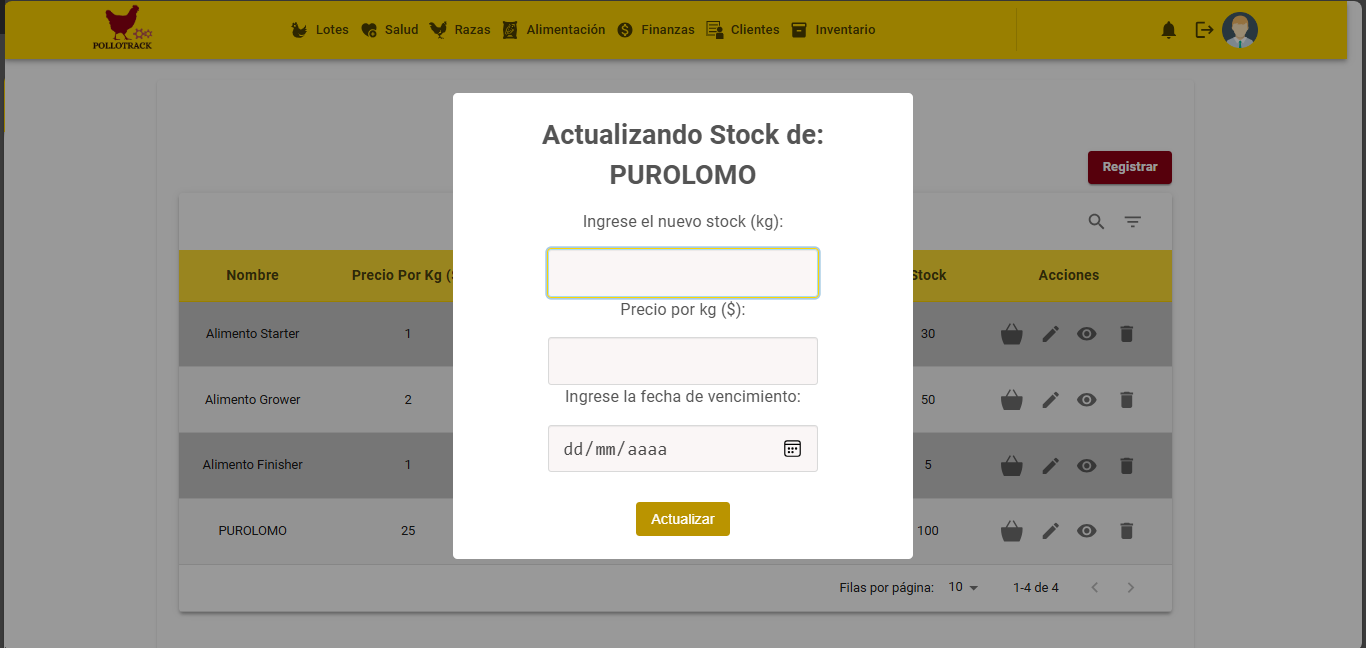 POLLOTRACK
Lotes Salud Razas Alimentación Finanzas Clientes Inventario
Actualizando Stock de:
PUROLOMO
Ingrese el nuevo stock (kg):
Precio por kg ($):
Ingrese la fecha de vencimiento:
dd/mm/aaaa
Actualizar
Registrar
Nombre Precio Por Kg ( Stock Acciones
Alimento Starter 1 30
Alimento Grower 2 50
Alimento Finisher 1 5
PUROLOMO 25 100
Filas por página: 10 1-4 de 4